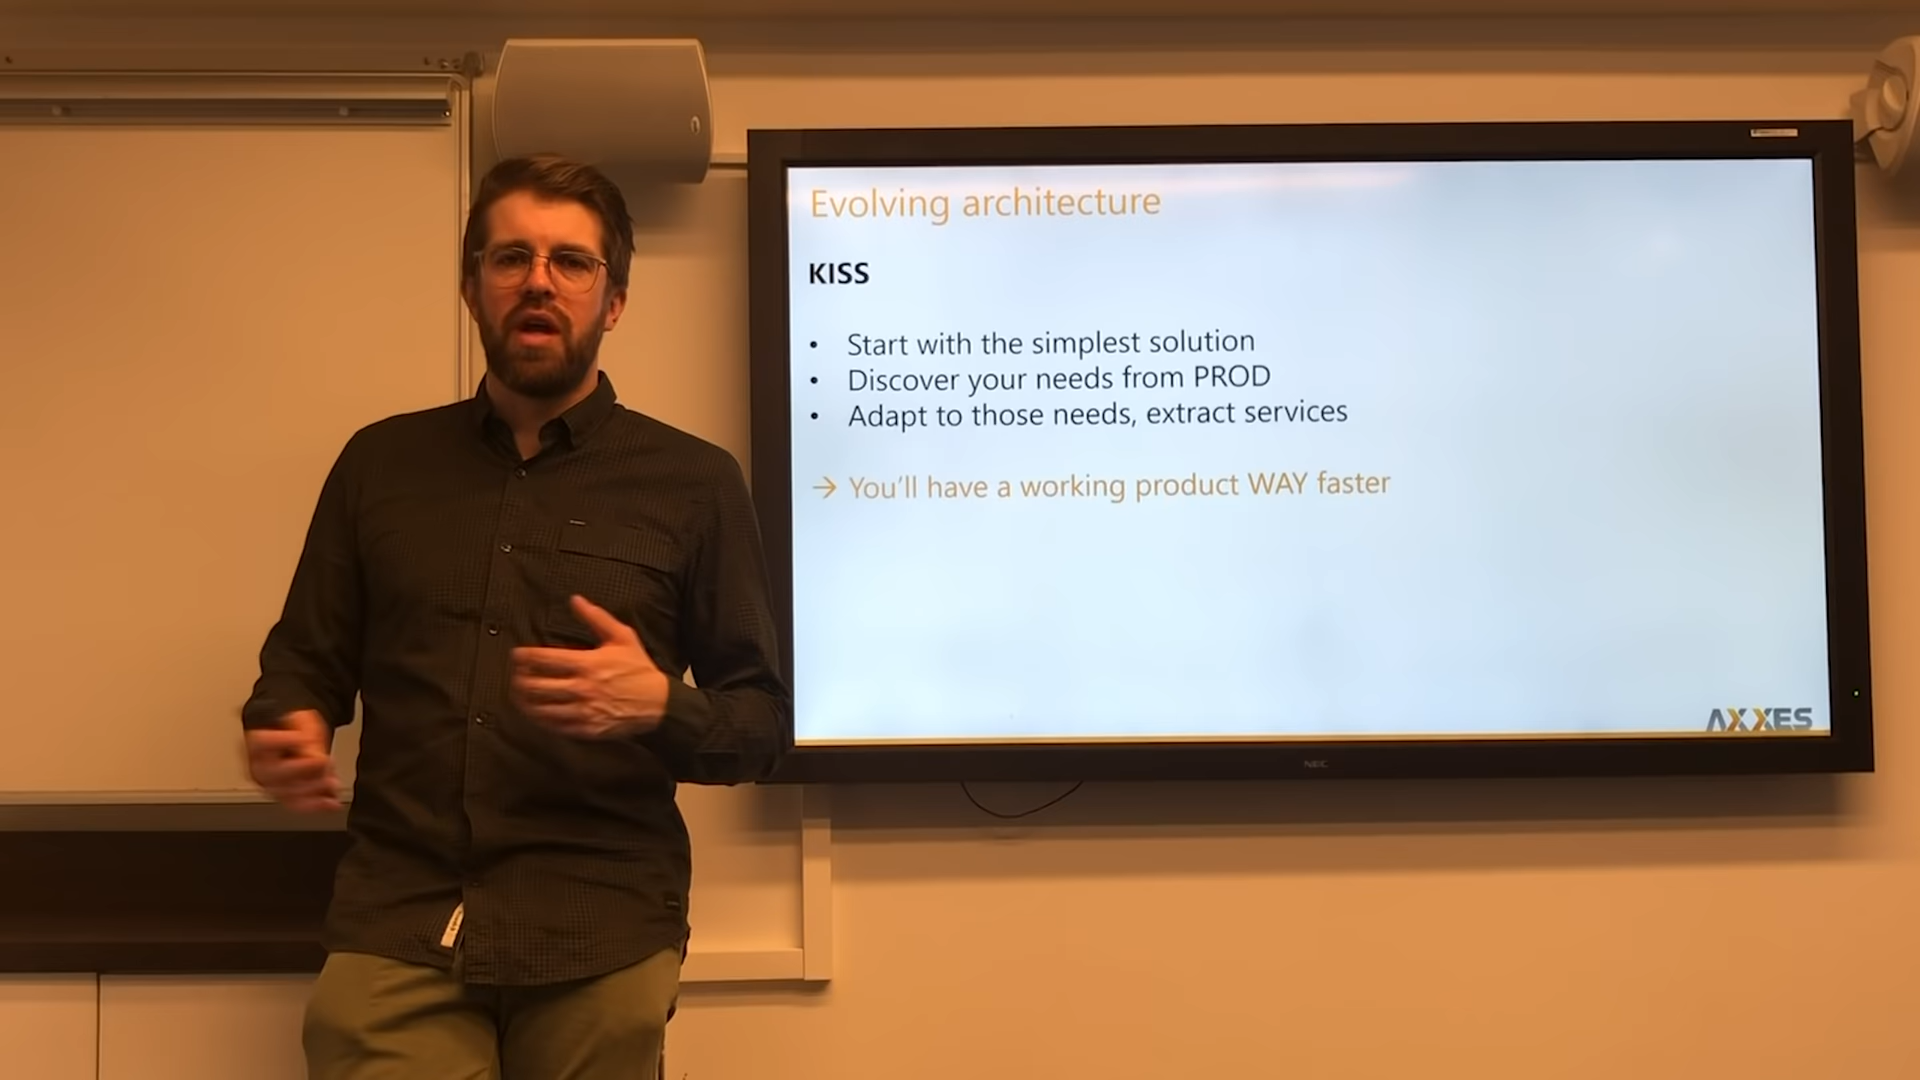 Evolving architecture
KISS
• Start with the simplest solution
• Discover your needs from PROD
• Adapt to those needs, extract services
→ You'll have a working product WAY faster
AXXES
NEC